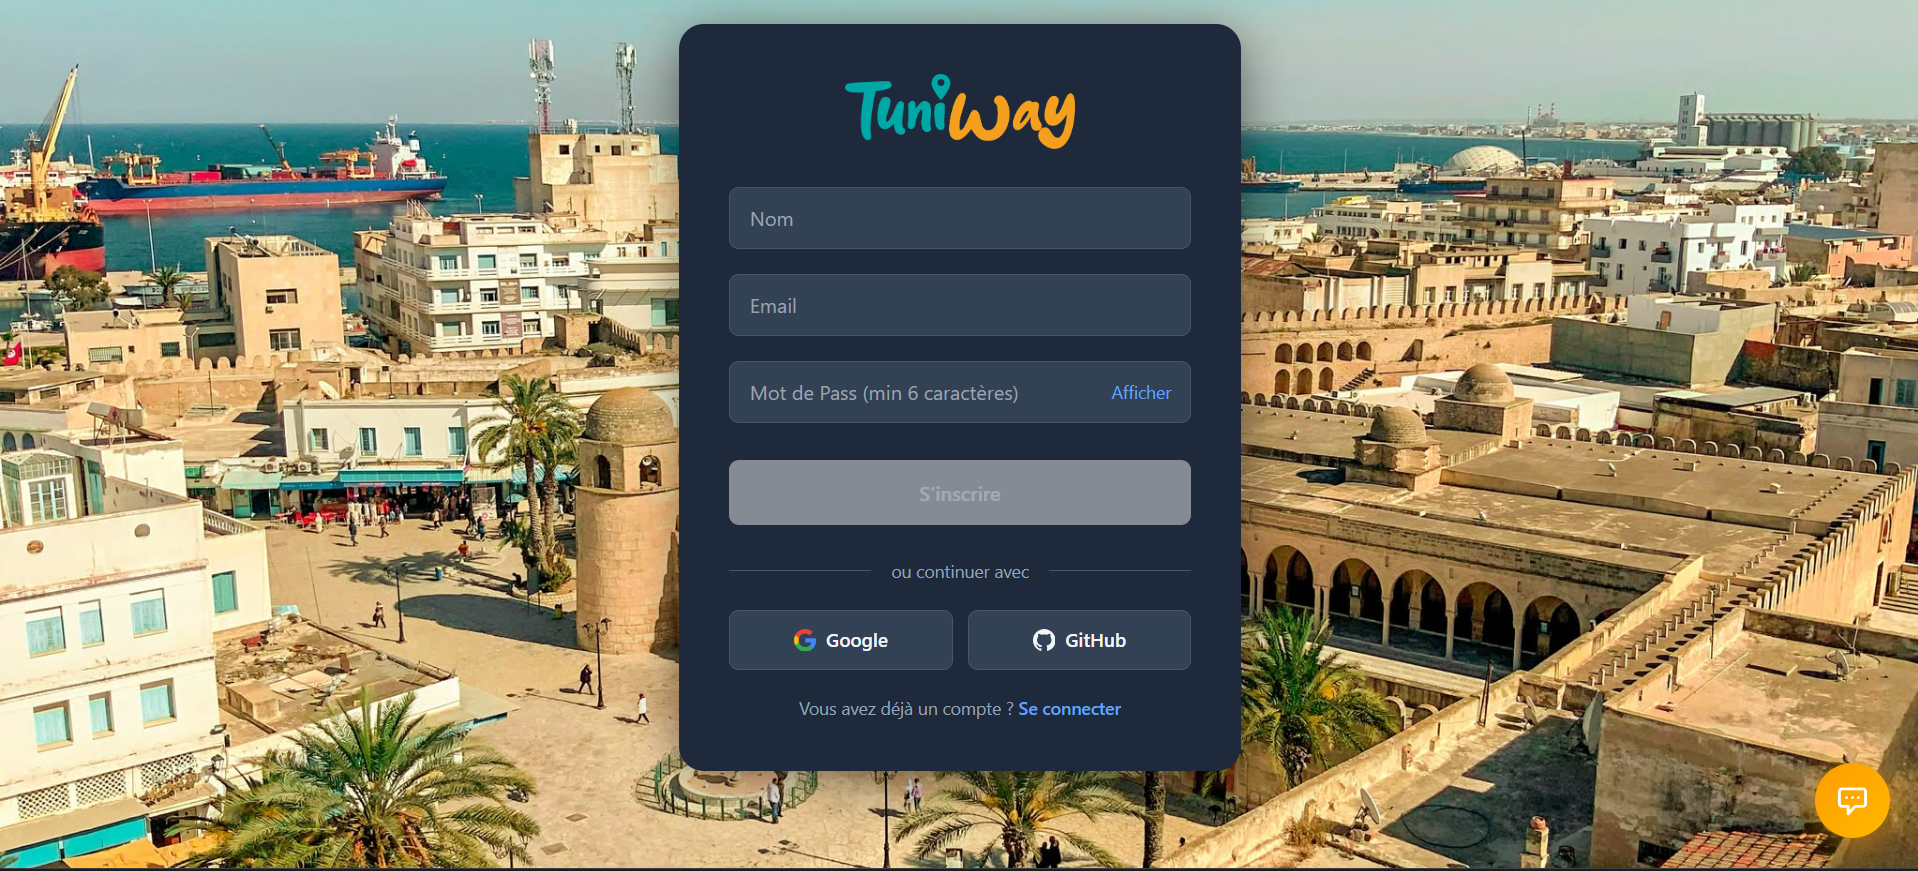 TuniWay
Nom
Email
Mot de Pass (min 6 caractères)
Afficher
S'inscrire
ou continuer avec
Google
GitHub
Vous avez déjà un compte ? Se connecter